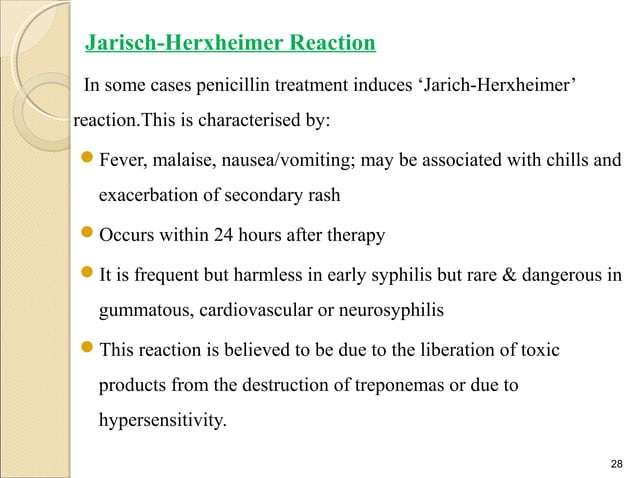 Jarisch-Herxheimer Reaction
In some cases penicillin treatment induces ‘Jarich-Herxheimer’
reaction.This is characterised by:
Fever, malaise, nausea/vomiting; may be associated with chills and
exacerbation of secondary rash
Occurs within 24 hours after therapy
It is frequent but harmless in early syphilis but rare & dangerous in
gummatous, cardiovascular or neurosyphilis
This reaction is believed to be due to the liberation of toxic
products from the destruction of treponemas or due to
hypersensitivity.
28